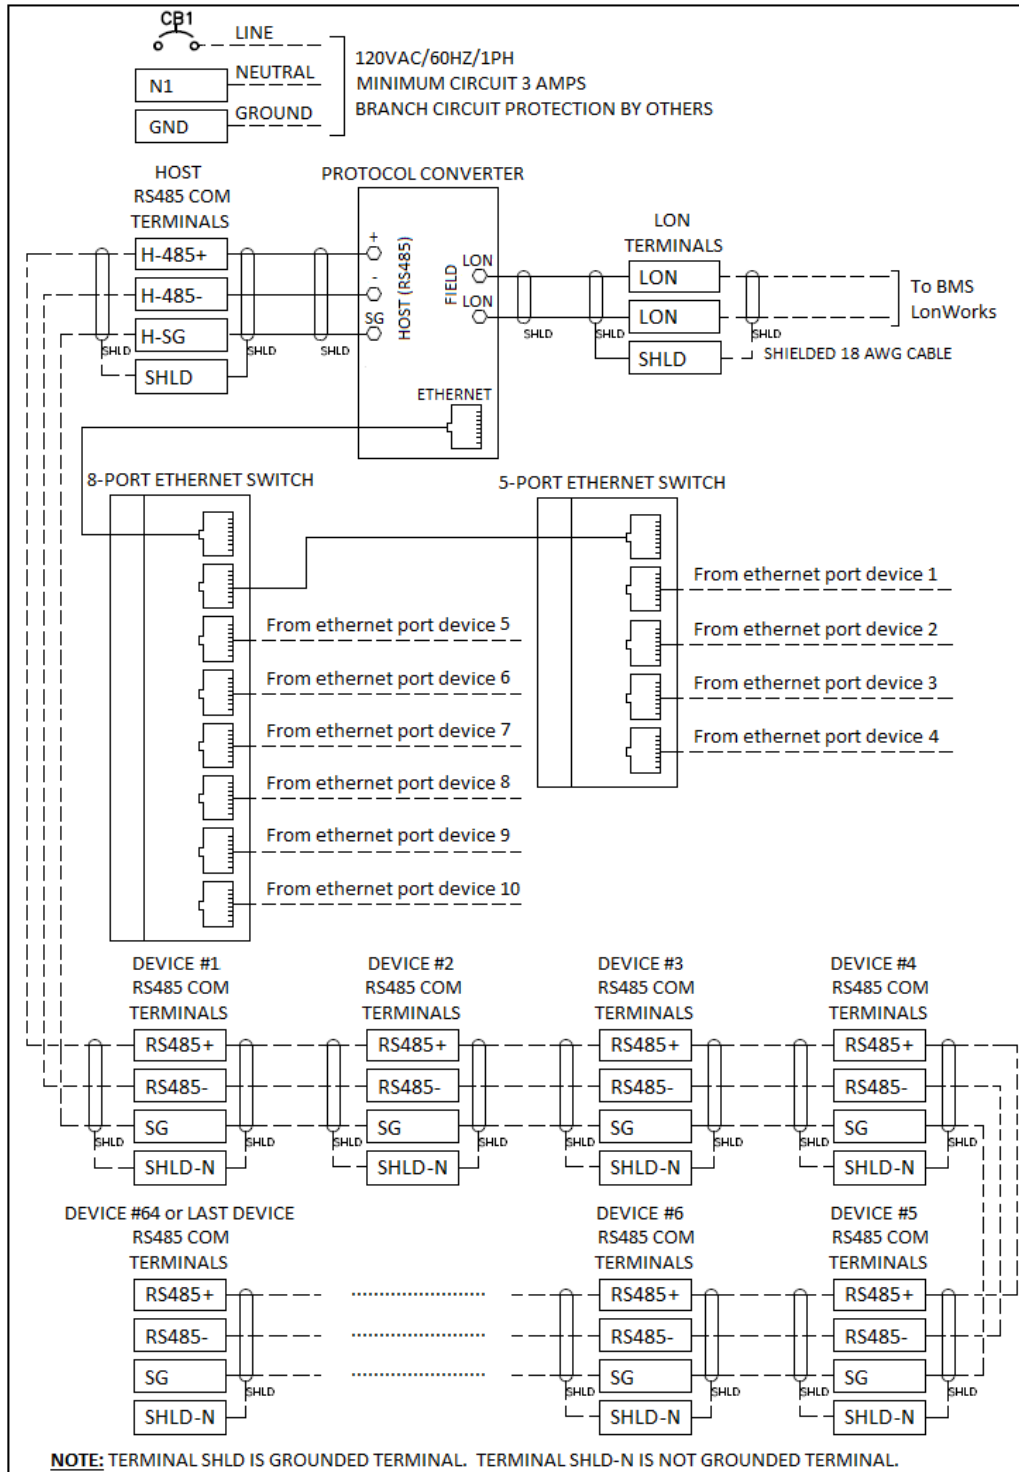 CB1
LINE
NEUTRAL
GROUND
N1
GND
120VAC/60HZ/1PH
MINIMUM CIRCUIT 3 AMPS
BRANCH CIRCUIT PROTECTION BY OTHERS
HOST
RS485 COM
TERMINALS
H-485+
H-485-
H-SG
SHLD
SHLD
SHLD
SHLD
PROTOCOL CONVERTER
+
-
SG
HOST (RS485)
FIELD
LON
LON
ETHERNET
LON
TERMINALS
LON
LON
SHLD
SHLD
SHLD
SHLD
To BMS
LonWorks
SHIELDED 18 AWG CABLE
8-PORT ETHERNET SWITCH
From ethernet port device 5
From ethernet port device 6
From ethernet port device 7
From ethernet port device 8
From ethernet port device 9
From ethernet port device 10
5-PORT ETHERNET SWITCH
From ethernet port device 1
From ethernet port device 2
From ethernet port device 3
From ethernet port device 4
DEVICE #1
RS485 COM
TERMINALS
RS485+
RS485-
SG
SHLD-N
SHLD
SHLD
DEVICE #2
RS485 COM
TERMINALS
RS485+
RS485-
SG
SHLD-N
SHLD
SHLD
DEVICE #3
RS485 COM
TERMINALS
RS485+
RS485-
SG
SHLD-N
SHLD
SHLD
DEVICE #4
RS485 COM
TERMINALS
RS485+
RS485-
SG
SHLD-N
SHLD
SHLD
DEVICE #64 or LAST DEVICE
RS485 COM
TERMINALS
RS485+
RS485-
SG
SHLD-N
SHLD
DEVICE #6
RS485 COM
TERMINALS
RS485+
RS485-
SG
SHLD-N
SHLD
SHLD
DEVICE #5
RS485 COM
TERMINALS
RS485+
RS485-
SG
SHLD-N
SHLD
SHLD
NOTE: TERMINAL SHLD IS GROUNDED TERMINAL. TERMINAL SHLD-N IS NOT GROUNDED TERMINAL.